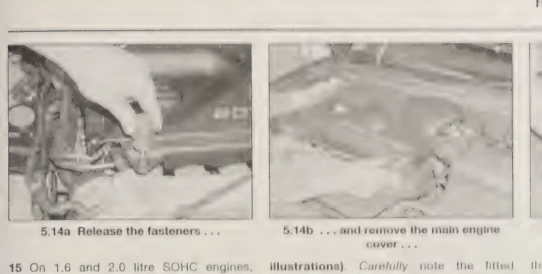 5.14a Release the fasteners . . .
5.14b . . . and remove the main engine
cover . . .
15 On 1.6 and 2.0 litre SOHC engines,
illustrations). Carefully note the fitted